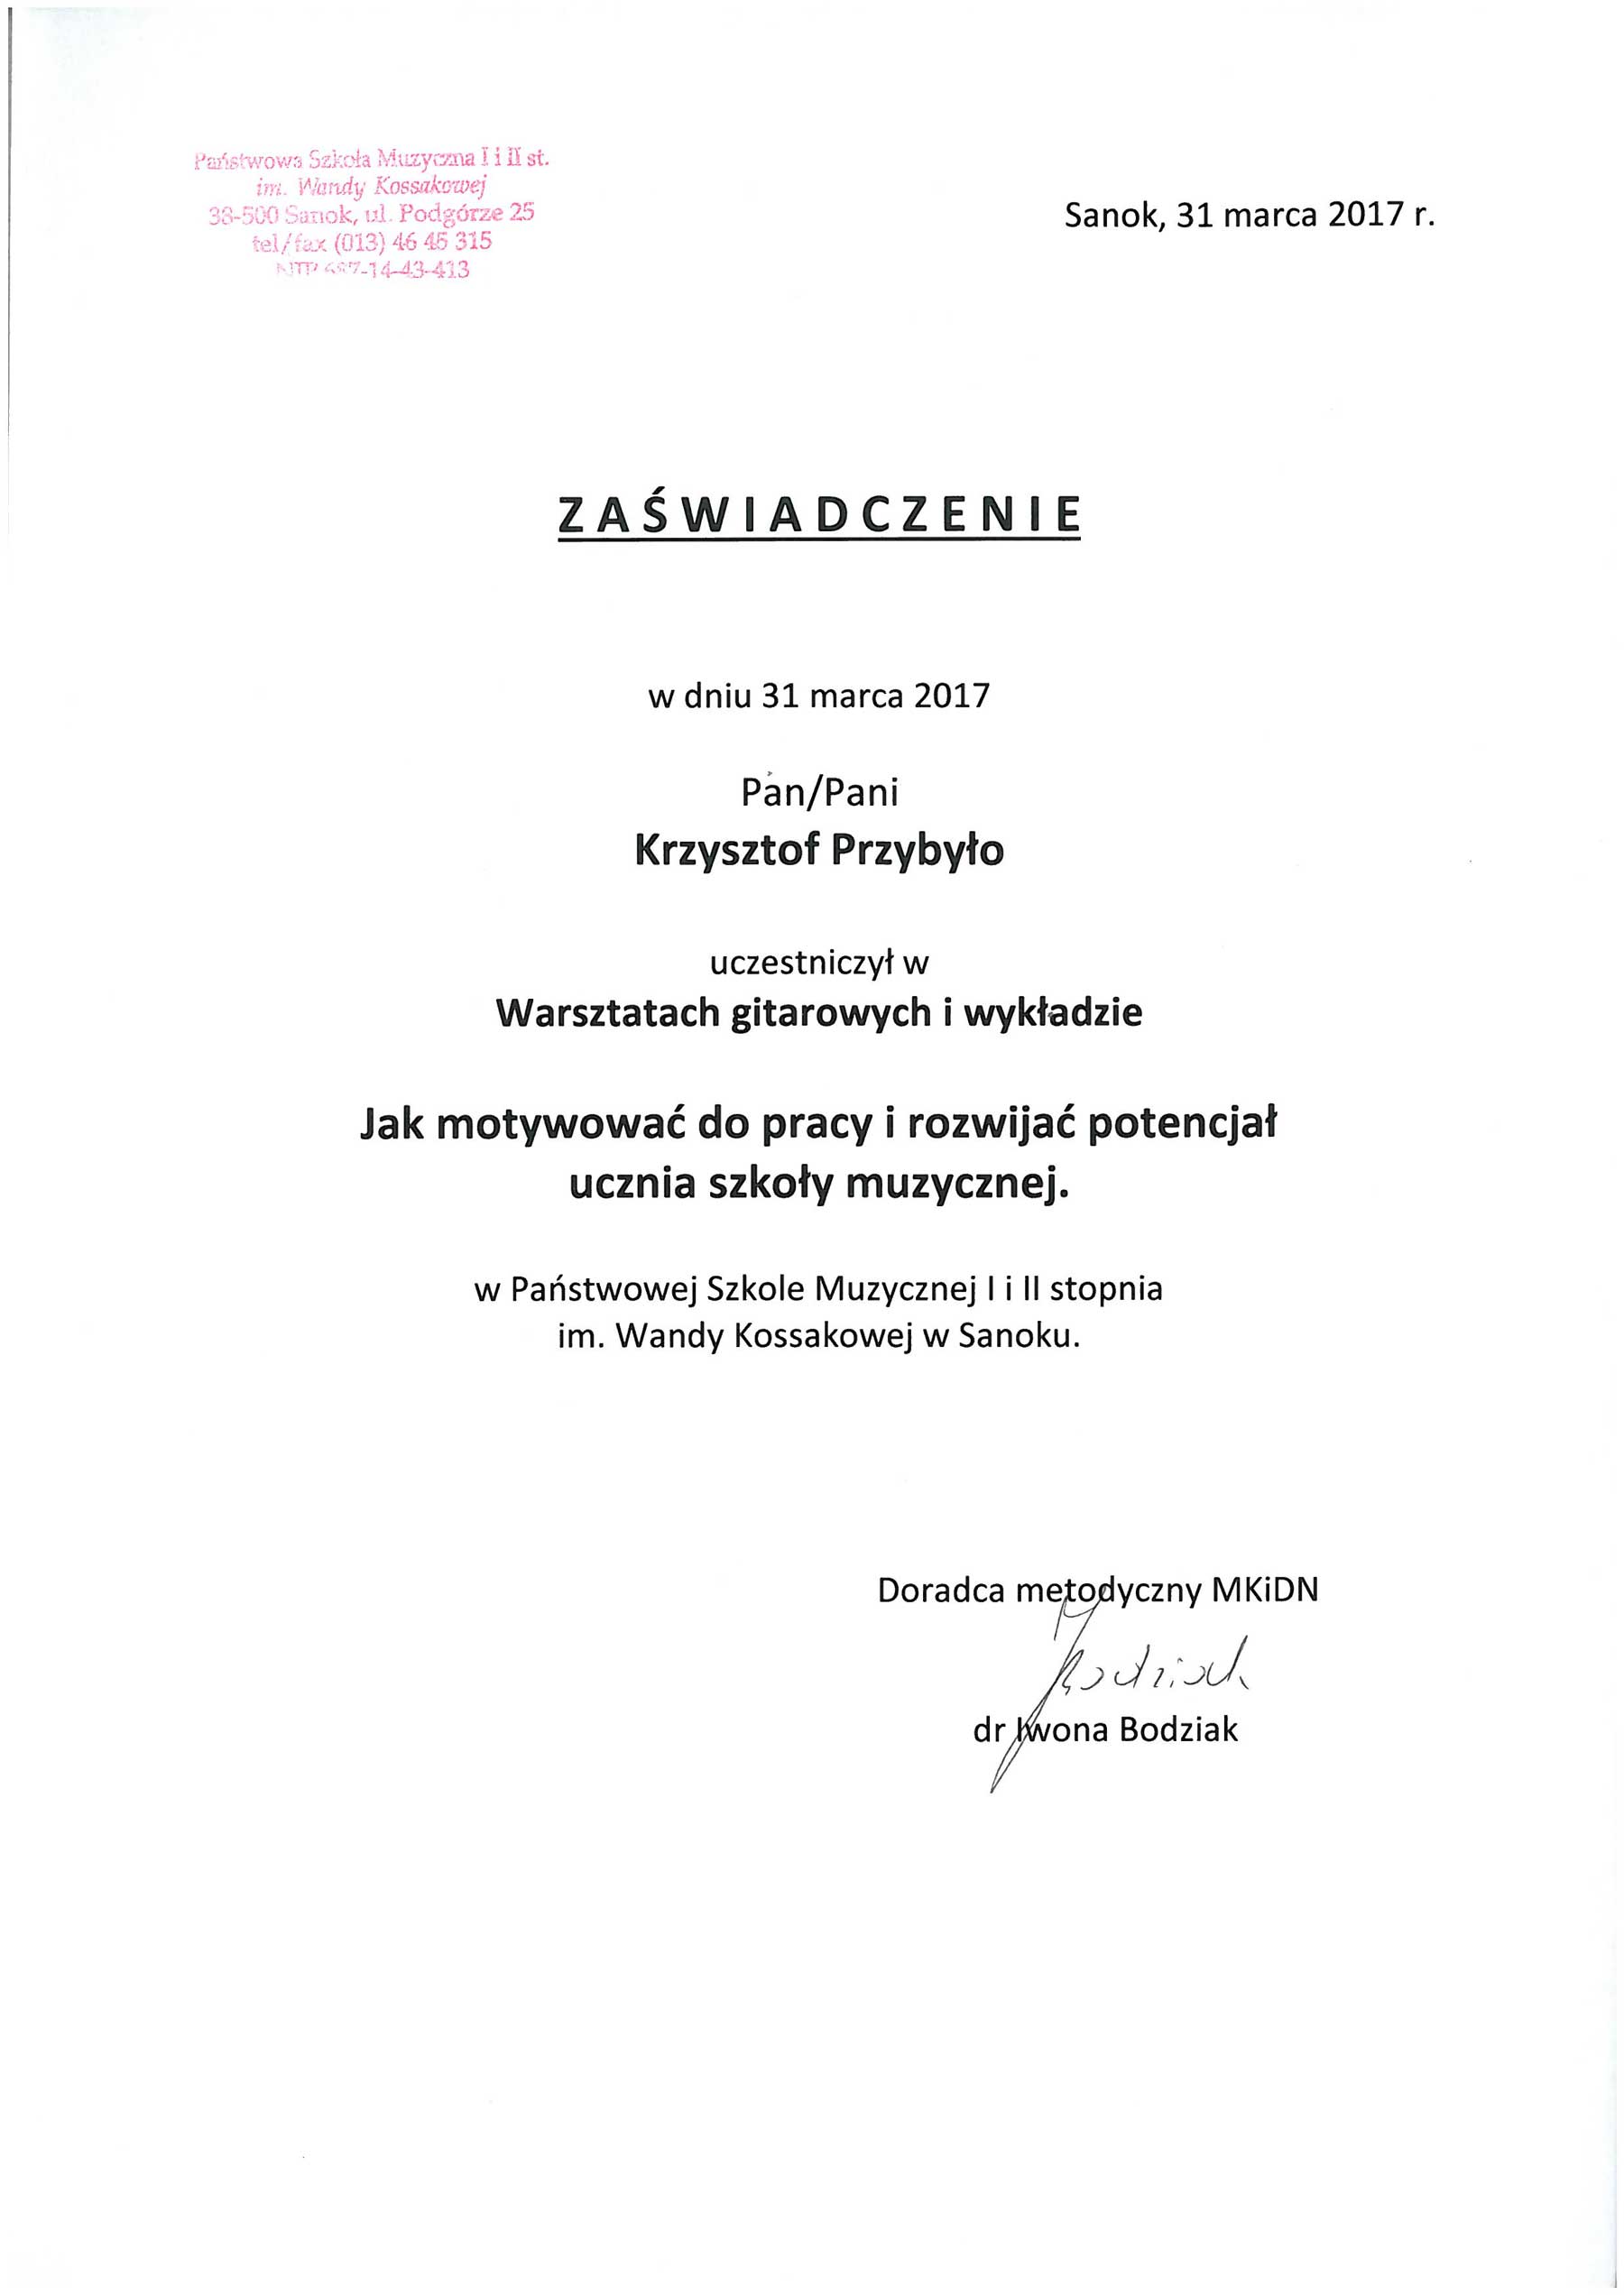 Państwowa Szkoła Muzyczna I i II st.
im. Wandy Kossakowej
38-500 Sanok, ul. Podgórze 25
tel/fax (013) 46 45 315
NIP 687-14-43-413
Sanok, 31 marca 2017 r.
ZAŚWIADCZENIE
w dniu 31 marca 2017
Pan/Pani
Krzysztof Przybyło
uczestniczył w
Warsztatach gitarowych i wykładzie
Jak motywować do pracy i rozwijać potencjał
ucznia szkoły muzycznej.
w Państwowej Szkole Muzycznej I i II stopnia
im. Wandy Kossakowej w Sanoku.
Doradca metodyczny MKiDN
Bodziak
dr Iwona Bodziak